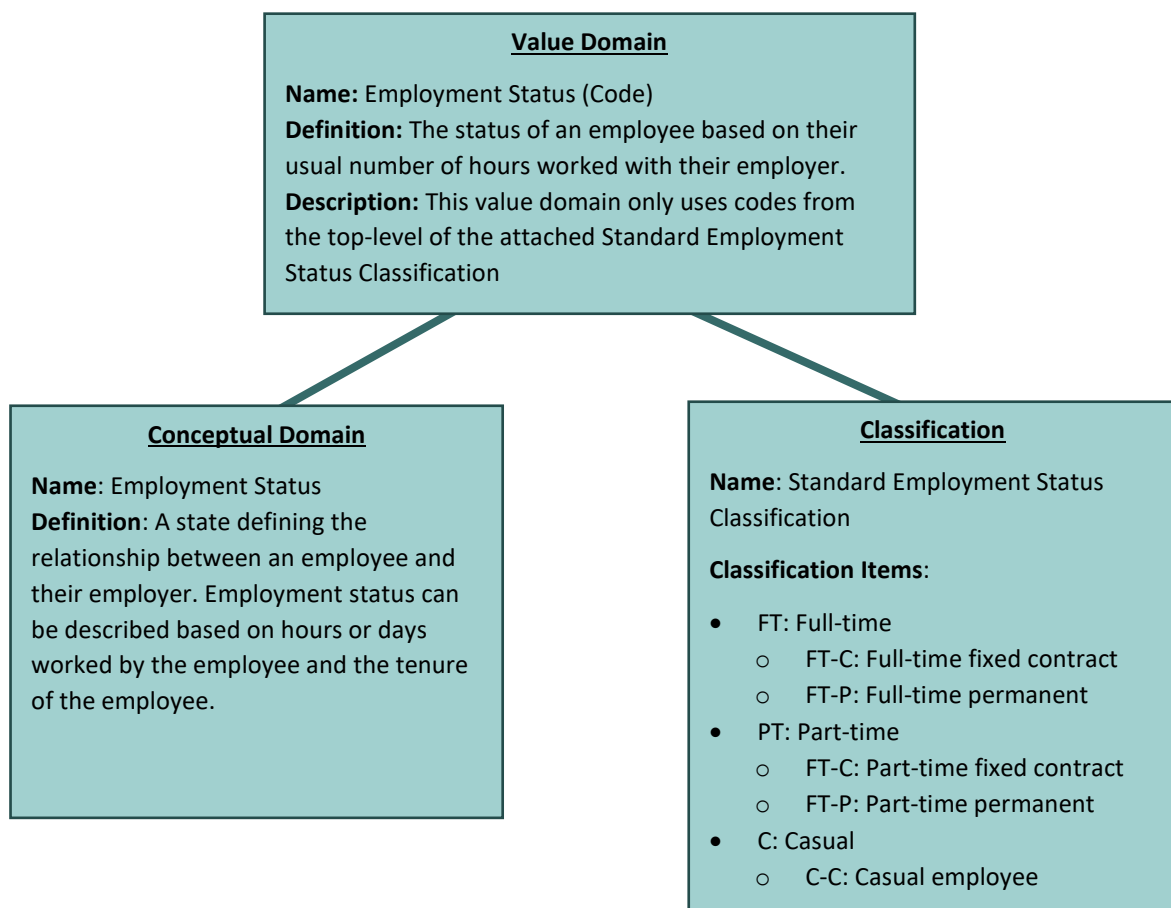 Value Domain
Name: Employment Status (Code)
Definition: The status of an employee based on their
usual number of hours worked with their employer.
Description: This value domain only uses codes from
the top-level of the attached Standard Employment
Status Classification
Conceptual Domain
Name: Employment Status
Definition: A state defining the
relationship between an employee and
their employer. Employment status can
be described based on hours or days
worked by the employee and the tenure
of the employee.
Classification
Name: Standard Employment Status
Classification
Classification Items:
• FT: Full-time
o FT-C: Full-time fixed contract
o FT-P: Full-time permanent
• PT: Part-time
o FT-C: Part-time fixed contract
o FT-P: Part-time permanent
• C: Casual
o C-C: Casual employee